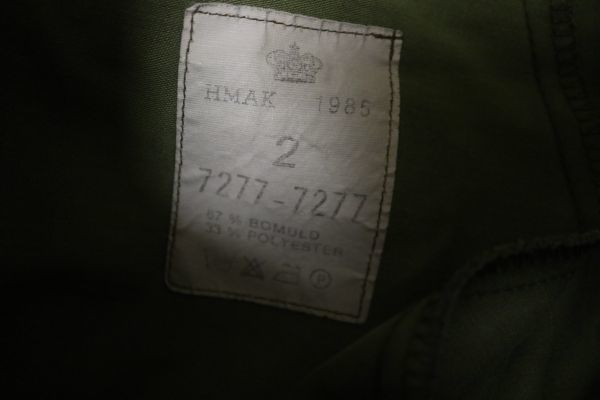 HMAK 1985
2
7277-7277
67 % BOMULD
33 % POLYESTER
P